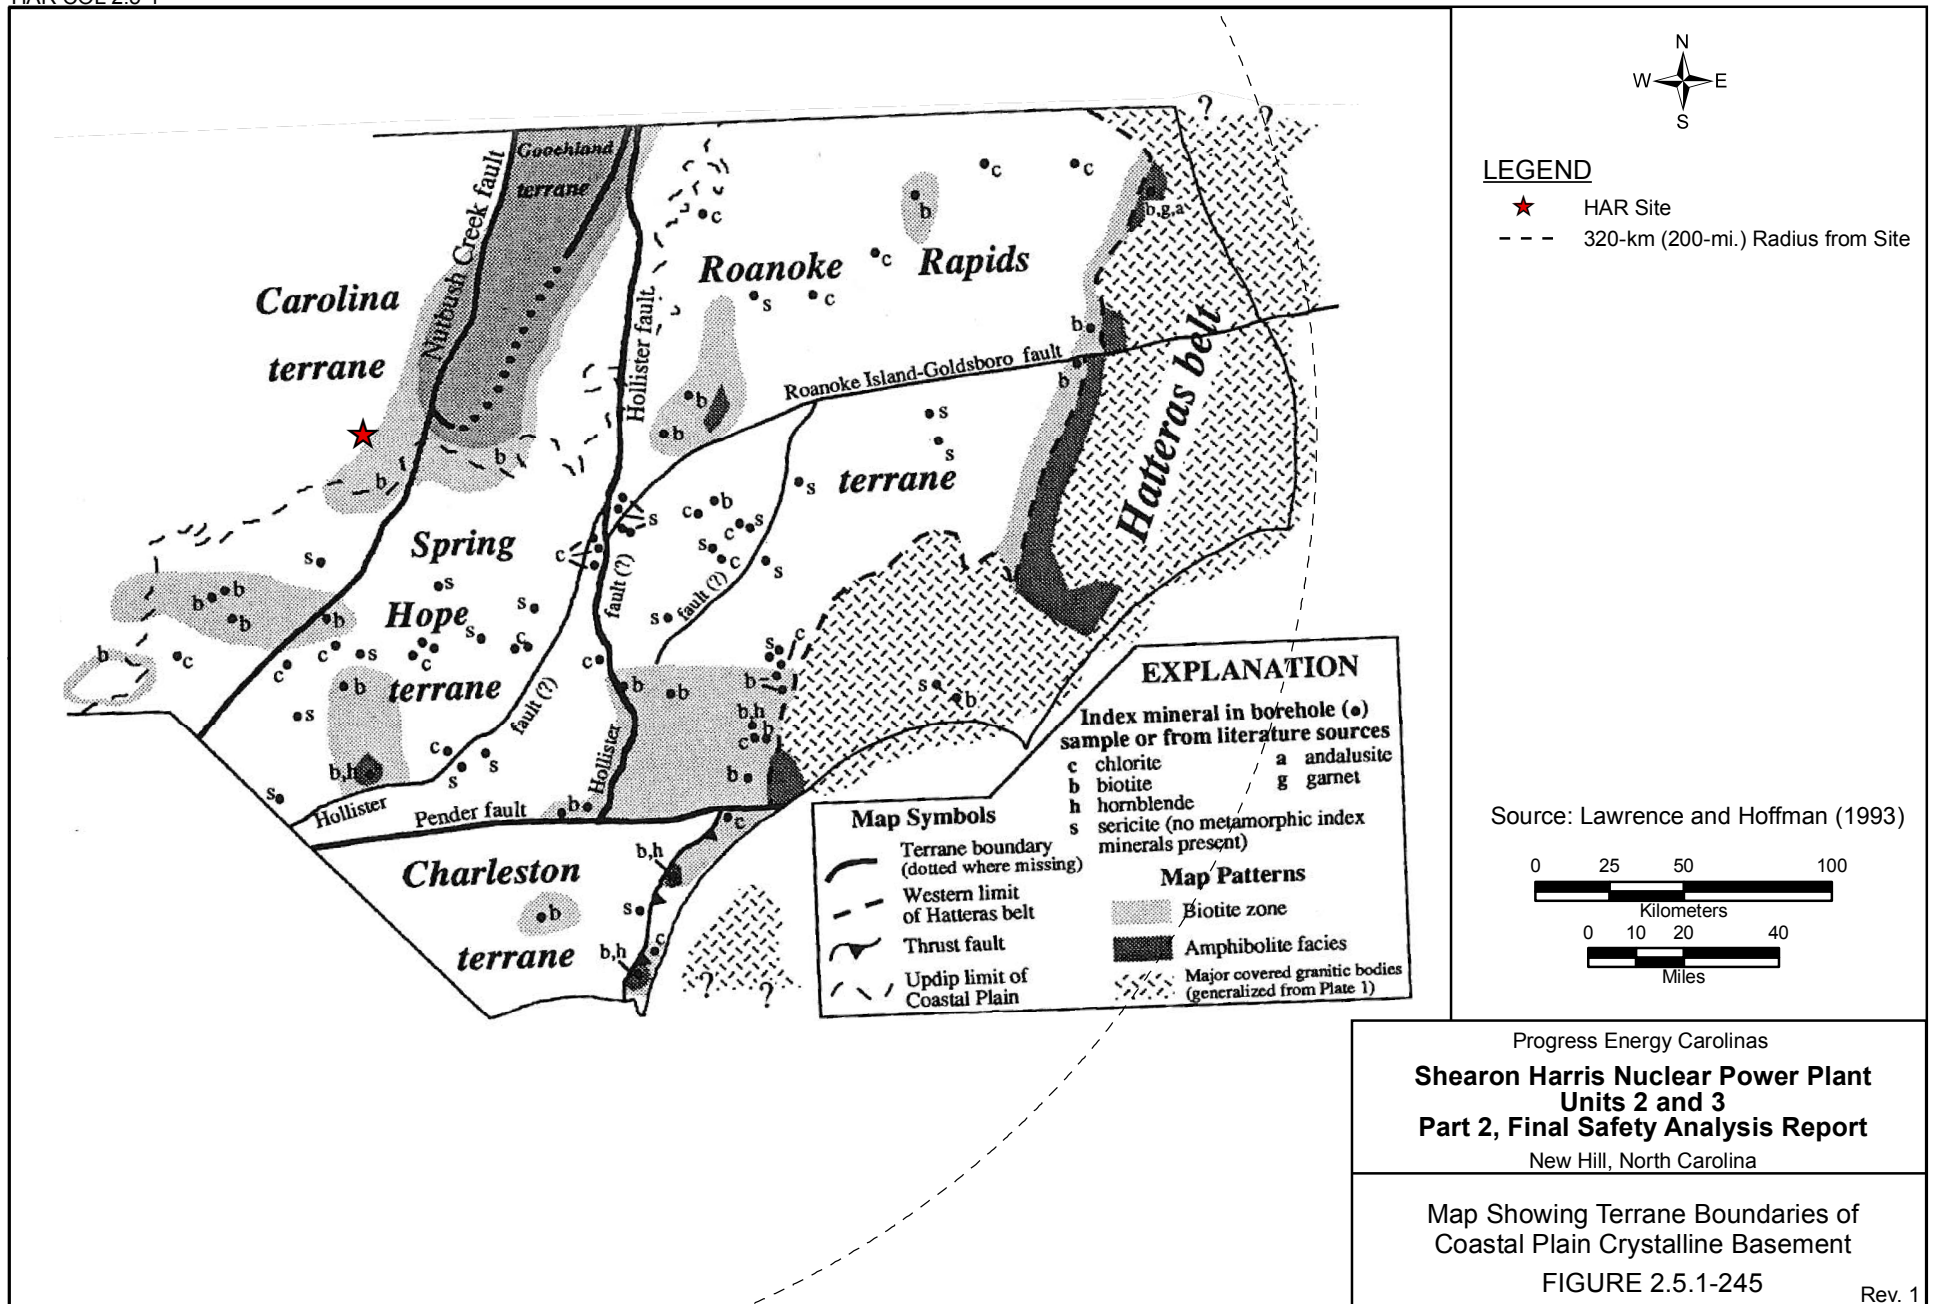 Goochland
terrane
Nutbush Creek fault
Carolina
terrane
Roanoke Rapids
Hollister fault
Roanoke Island-Goldsboro fault
terrane
Hatteras belt
Spring
Hope
terrane
fault (?)
fault (?)
fault (?)
Hollister
Hollister
Pender fault
Charleston
terrane
c
c
c
b
b,g,a
c
s
c
b
b
b
b
s
s
s
b
b
s
c
b
c
s
c
s
c
s
s
s
s
s
c
b
b
b
b
c
b
c
c
s
c
s
c
b
s
b,h
s
c
s
s
c
b
b
s
c
b
b,h
b
c
b
s
b
b
c
b,h
s
b
b,h
c
? ?
? ?
EXPLANATION
Index mineral in borehole (●)
sample or from literature sources
c chlorite a andalusite
b biotite g garnet
h hornblende
s sericite (no metamorphic index
minerals present)
Map Symbols
Terrane boundary
(dotted where missing)
Western limit
of Hatteras belt
Thrust fault
Updip limit of
Coastal Plain
Map Patterns
Biotite zone
Amphibolite facies
Major covered granitic bodies
(generalized from Plate 1)
N
W E
S
LEGEND
HAR Site
320-km (200-mi.) Radius from Site
Source: Lawrence and Hoffman (1993)
0 25 50 100
Kilometers
0 10 20 40
Miles
Progress Energy Carolinas
Shearon Harris Nuclear Power Plant
Units 2 and 3
Part 2, Final Safety Analysis Report
New Hill, North Carolina
Map Showing Terrane Boundaries of
Coastal Plain Crystalline Basement
FIGURE 2.5.1-245
Rev. 1